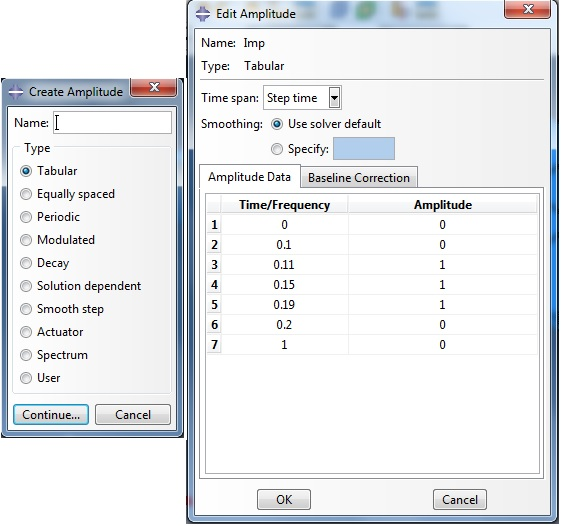 Create Amplitude
Name:
Type
Tabular
Equally spaced
Periodic
Modulated
Decay
Solution dependent
Smooth step
Actuator
Spectrum
User
Continue... Cancel
Edit Amplitude
Name: Imp
Type: Tabular
Time span: Step time
Smoothing: Use solver default
Specify:
Amplitude Data Baseline Correction
Time/Frequency Amplitude
1 0 0
2 0.1 0
3 0.11 1
4 0.15 1
5 0.19 1
6 0.2 0
7 1 0
OK Cancel